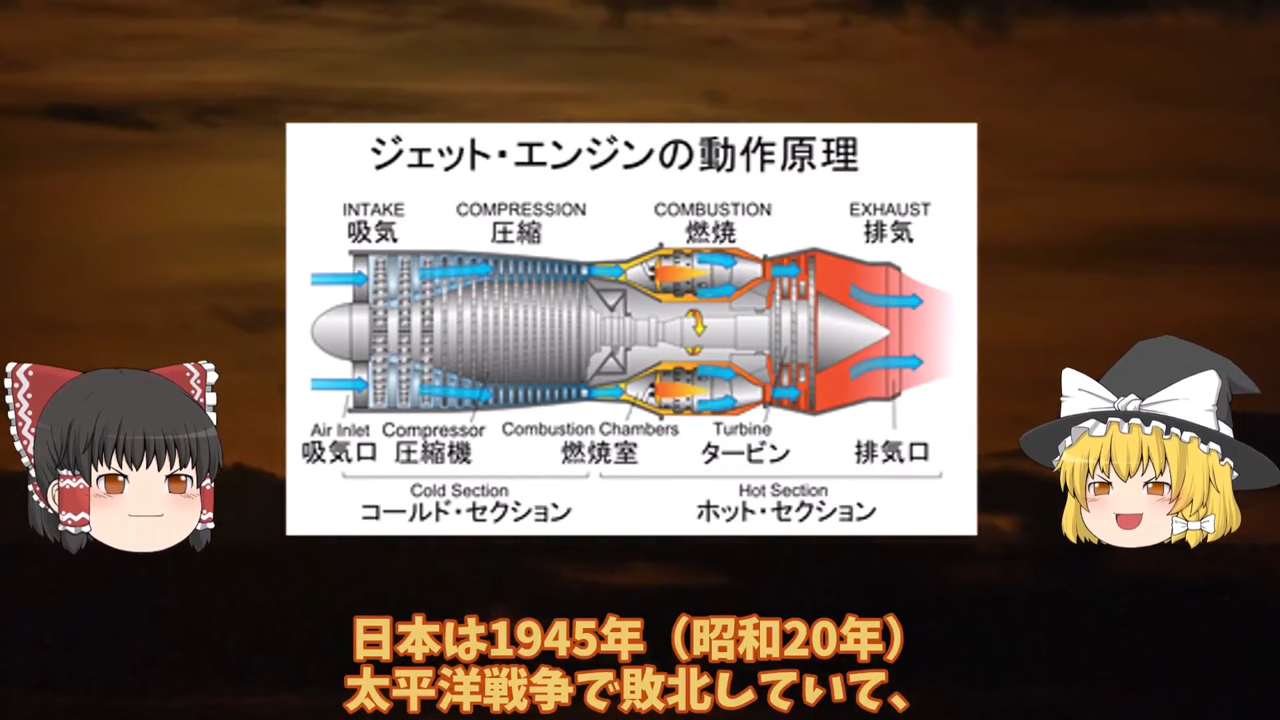 ジェット・エンジンの動作原理
INTAKE COMPRESSION COMBUSTION EXHAUST
吸気 圧縮 燃焼 排気
Air Inlet Compressor Combustion Chambers Turbine
吸気口 圧縮機 燃焼室 タービン 排気口
Cold Section Hot Section
コールド・セクション ホット・セクション
日本は1945年（昭和20年）
太平洋戦争で敗北していて、